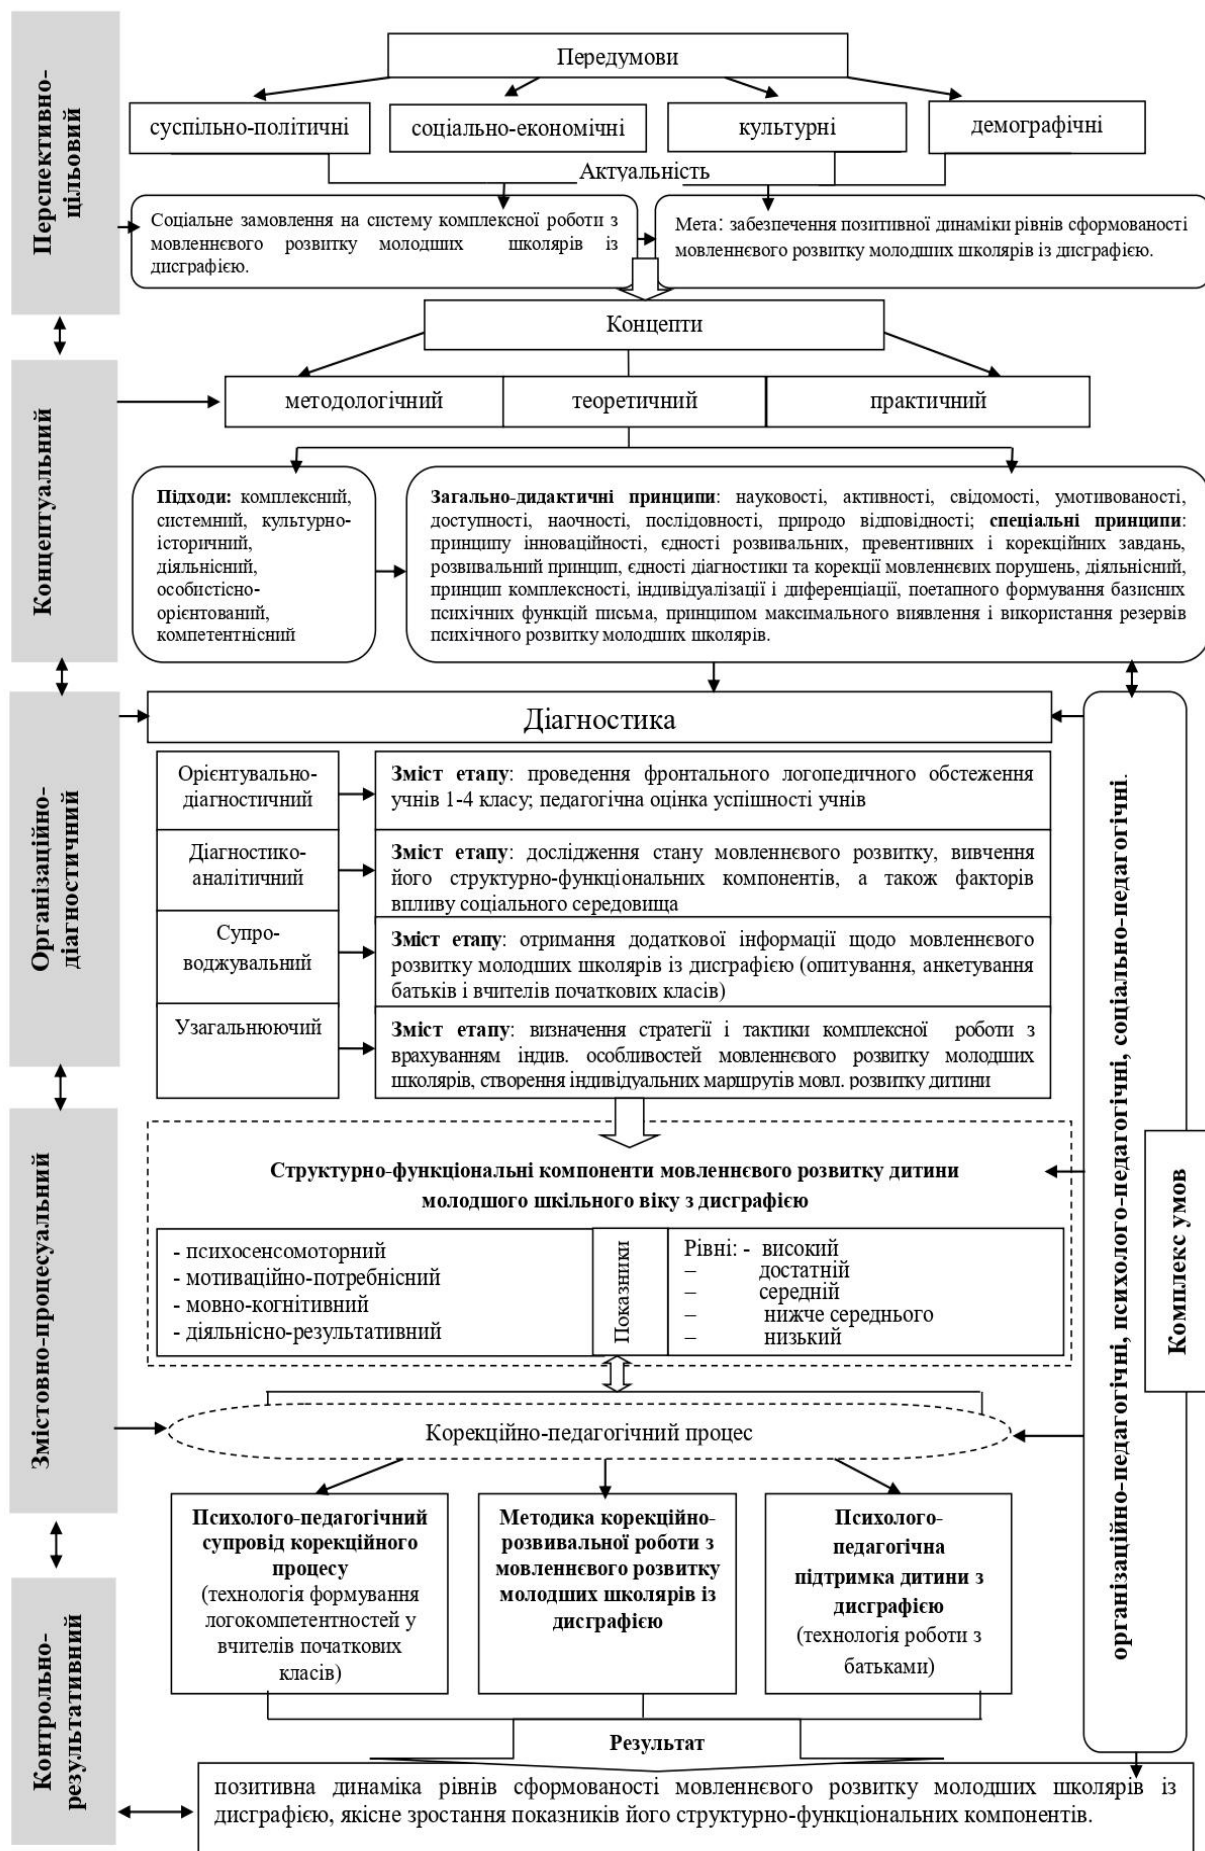 Перспективно-
цільовий
Передумови
суспільно-політичні
соціально-економічні
культурні
демографічні
Актуальність
Соціальне замовлення на систему комплексної роботи з
мовленнєвого розвитку молодших школярів із
дисграфією.
Мета: забезпечення позитивної динаміки рівнів сформованості
мовленнєвого розвитку молодших школярів із дисграфією.
Концептуальний
Концепти
методологічний
теоретичний
практичний
Підходи: комплексний,
системний, культурно-
історичний,
діяльнісний,
особистісно-
орієнтований,
компетентнісний
Загально-дидактичні принципи: науковості, активності, свідомості, умотивованості,
доступності, наочності, послідовності, природо відповідності; спеціальні принципи:
принципу інноваційності, єдності розвивальних, превентивних і корекційних завдань,
розвивальний принцип, єдності діагностики та корекції мовленнєвих порушень, діяльнісний,
принцип комплексності, індивідуалізації і диференціації, поетапного формування базисних
психічних функцій письма, принципом максимального виявлення і використання резервів
психічного розвитку молодших школярів.
Організаційно-
діагностичний
Діагностика
Орієнтувально-
діагностичний
Зміст етапу: проведення фронтального логопедичного обстеження
учнів 1-4 класу; педагогічна оцінка успішності учнів
Діагностико-
аналітичний
Зміст етапу: дослідження стану мовленнєвого розвитку, вивчення
його структурно-функціональних компонентів, а також факторів
впливу соціального середовища
Супро-
воджувальний
Зміст етапу: отримання додаткової інформації щодо мовленнєвого
розвитку молодших школярів із дисграфією (опитування, анкетування
батьків і вчителів початкових класів)
Узагальнюючий
Зміст етапу: визначення стратегії і тактики комплексної роботи з
врахуванням індив. особливостей мовленнєвого розвитку молодших
школярів, створення індивідуальних маршрутів мовл. розвитку дитини
організаційно-педагогічні, психолого-педагогічні, соціально-педагогічні.
Комплекс умов
Змістовно-процесуальний
Структурно-функціональні компоненти мовленнєвого розвитку дитини
молодшого шкільного віку з дисграфією
- психосенсомоторний
- мотиваційно-потребнісний
- мовно-когнітивний
- діяльнісно-результативний
Показники
Рівні: - високий
– достатній
– середній
– нижче середнього
– низький
Корекційно-педагогічний процес
Психолого-педагогічний
супровід корекційного
процесу
(технологія формування
логокомпетентностей у
вчителів початкових
класів)
Методика корекційно-
розвивальної роботи з
мовленнєвого розвитку
молодших школярів із
дисграфією
Психолого-
педагогічна
підтримка дитини з
дисграфією
(технологія роботи з
батьками)
Контрольно-
результативний
Результат
позитивна динаміка рівнів сформованості мовленнєвого розвитку молодших школярів із
дисграфією, якісне зростання показників його структурно-функціональних компонентів.